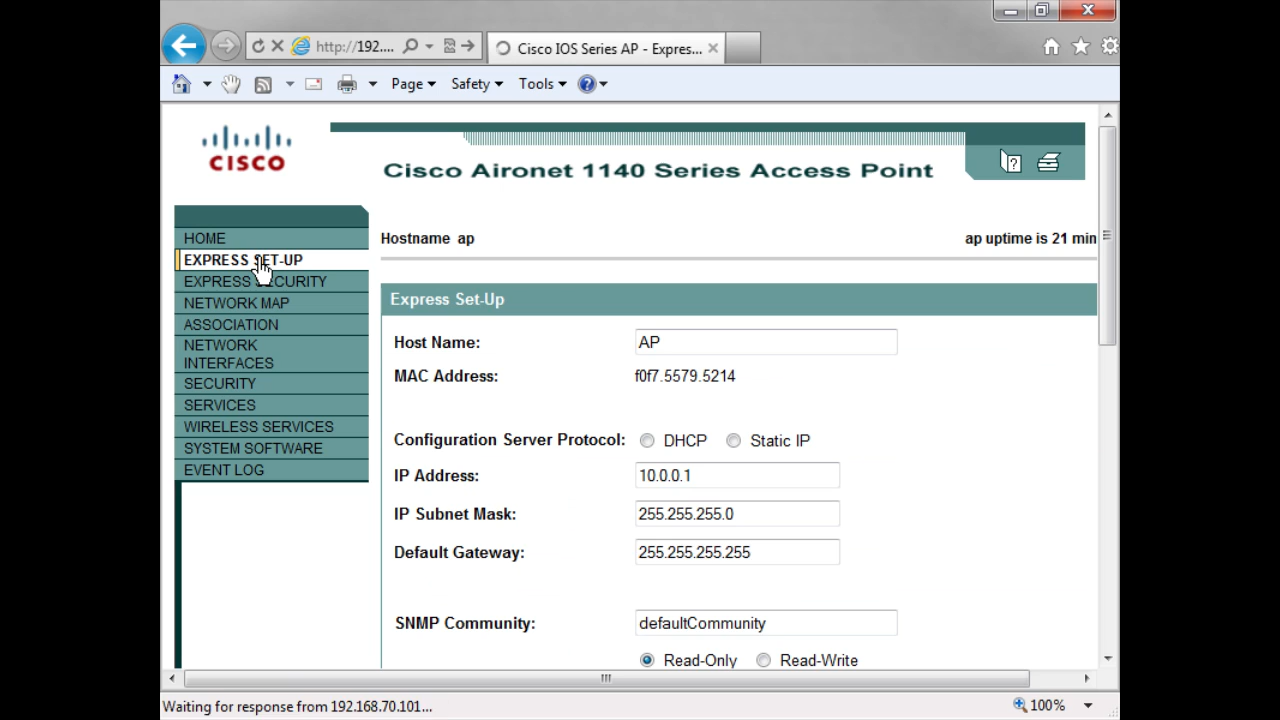 http://192....
Cisco IOS Series AP - Expres...
Page
Safety
Tools
CISCO
Cisco Aironet 1140 Series Access Point
HOME
EXPRESS SET-UP
EXPRESS SECURITY
NETWORK MAP
ASSOCIATION
NETWORK
INTERFACES
SECURITY
SERVICES
WIRELESS SERVICES
SYSTEM SOFTWARE
EVENT LOG
Hostname ap
ap uptime is 21 min
Express Set-Up
Host Name: AP
MAC Address: f0f7.5579.5214
Configuration Server Protocol: DHCP Static IP
IP Address: 10.0.0.1
IP Subnet Mask: 255.255.255.0
Default Gateway: 255.255.255.255
SNMP Community: defaultCommunity
Read-Only Read-Write
Waiting for response from 192.168.70.101...
100%